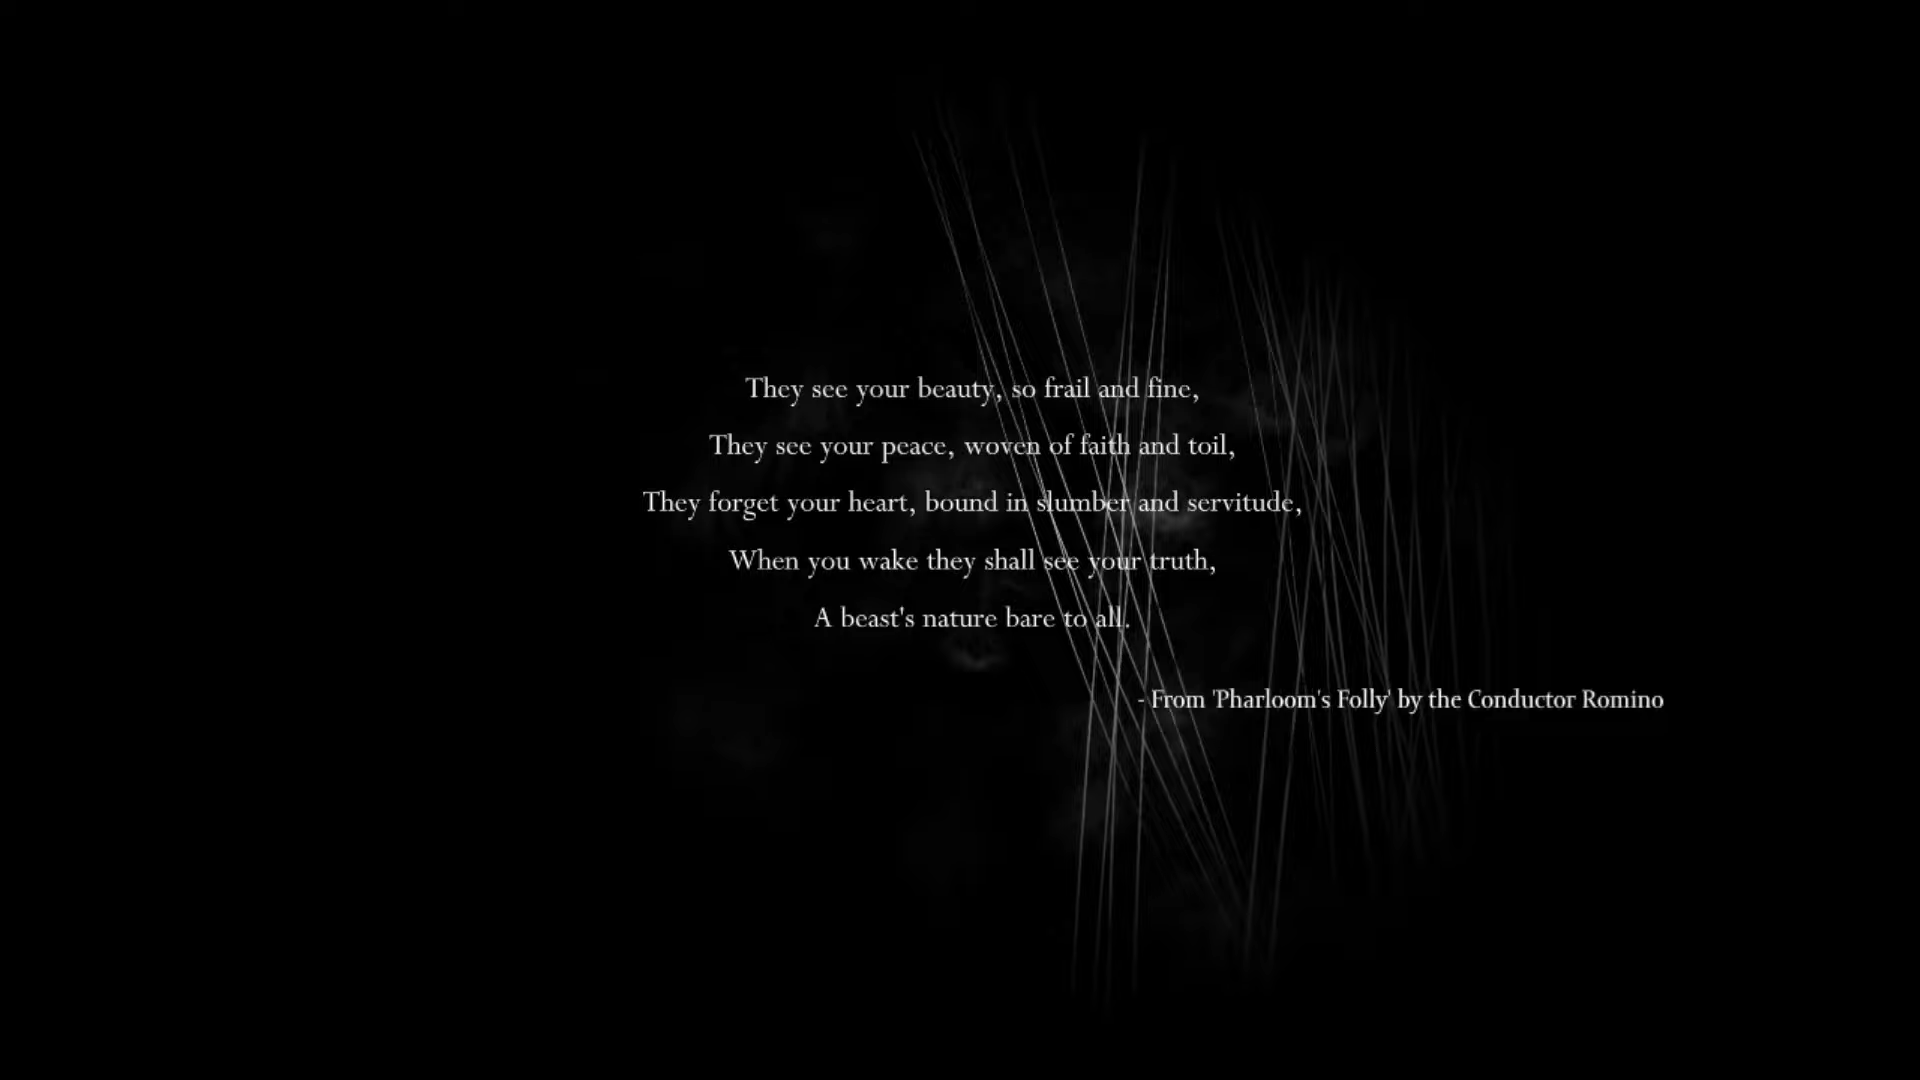 They see your beauty, so frail and fine,
They see your peace, woven of faith and toil,
They forget your heart, bound in slumber and servitude,
When you wake they shall see your truth,
A beast's nature bare to all.
- From 'Pharloom's Folly' by the Conductor Romino